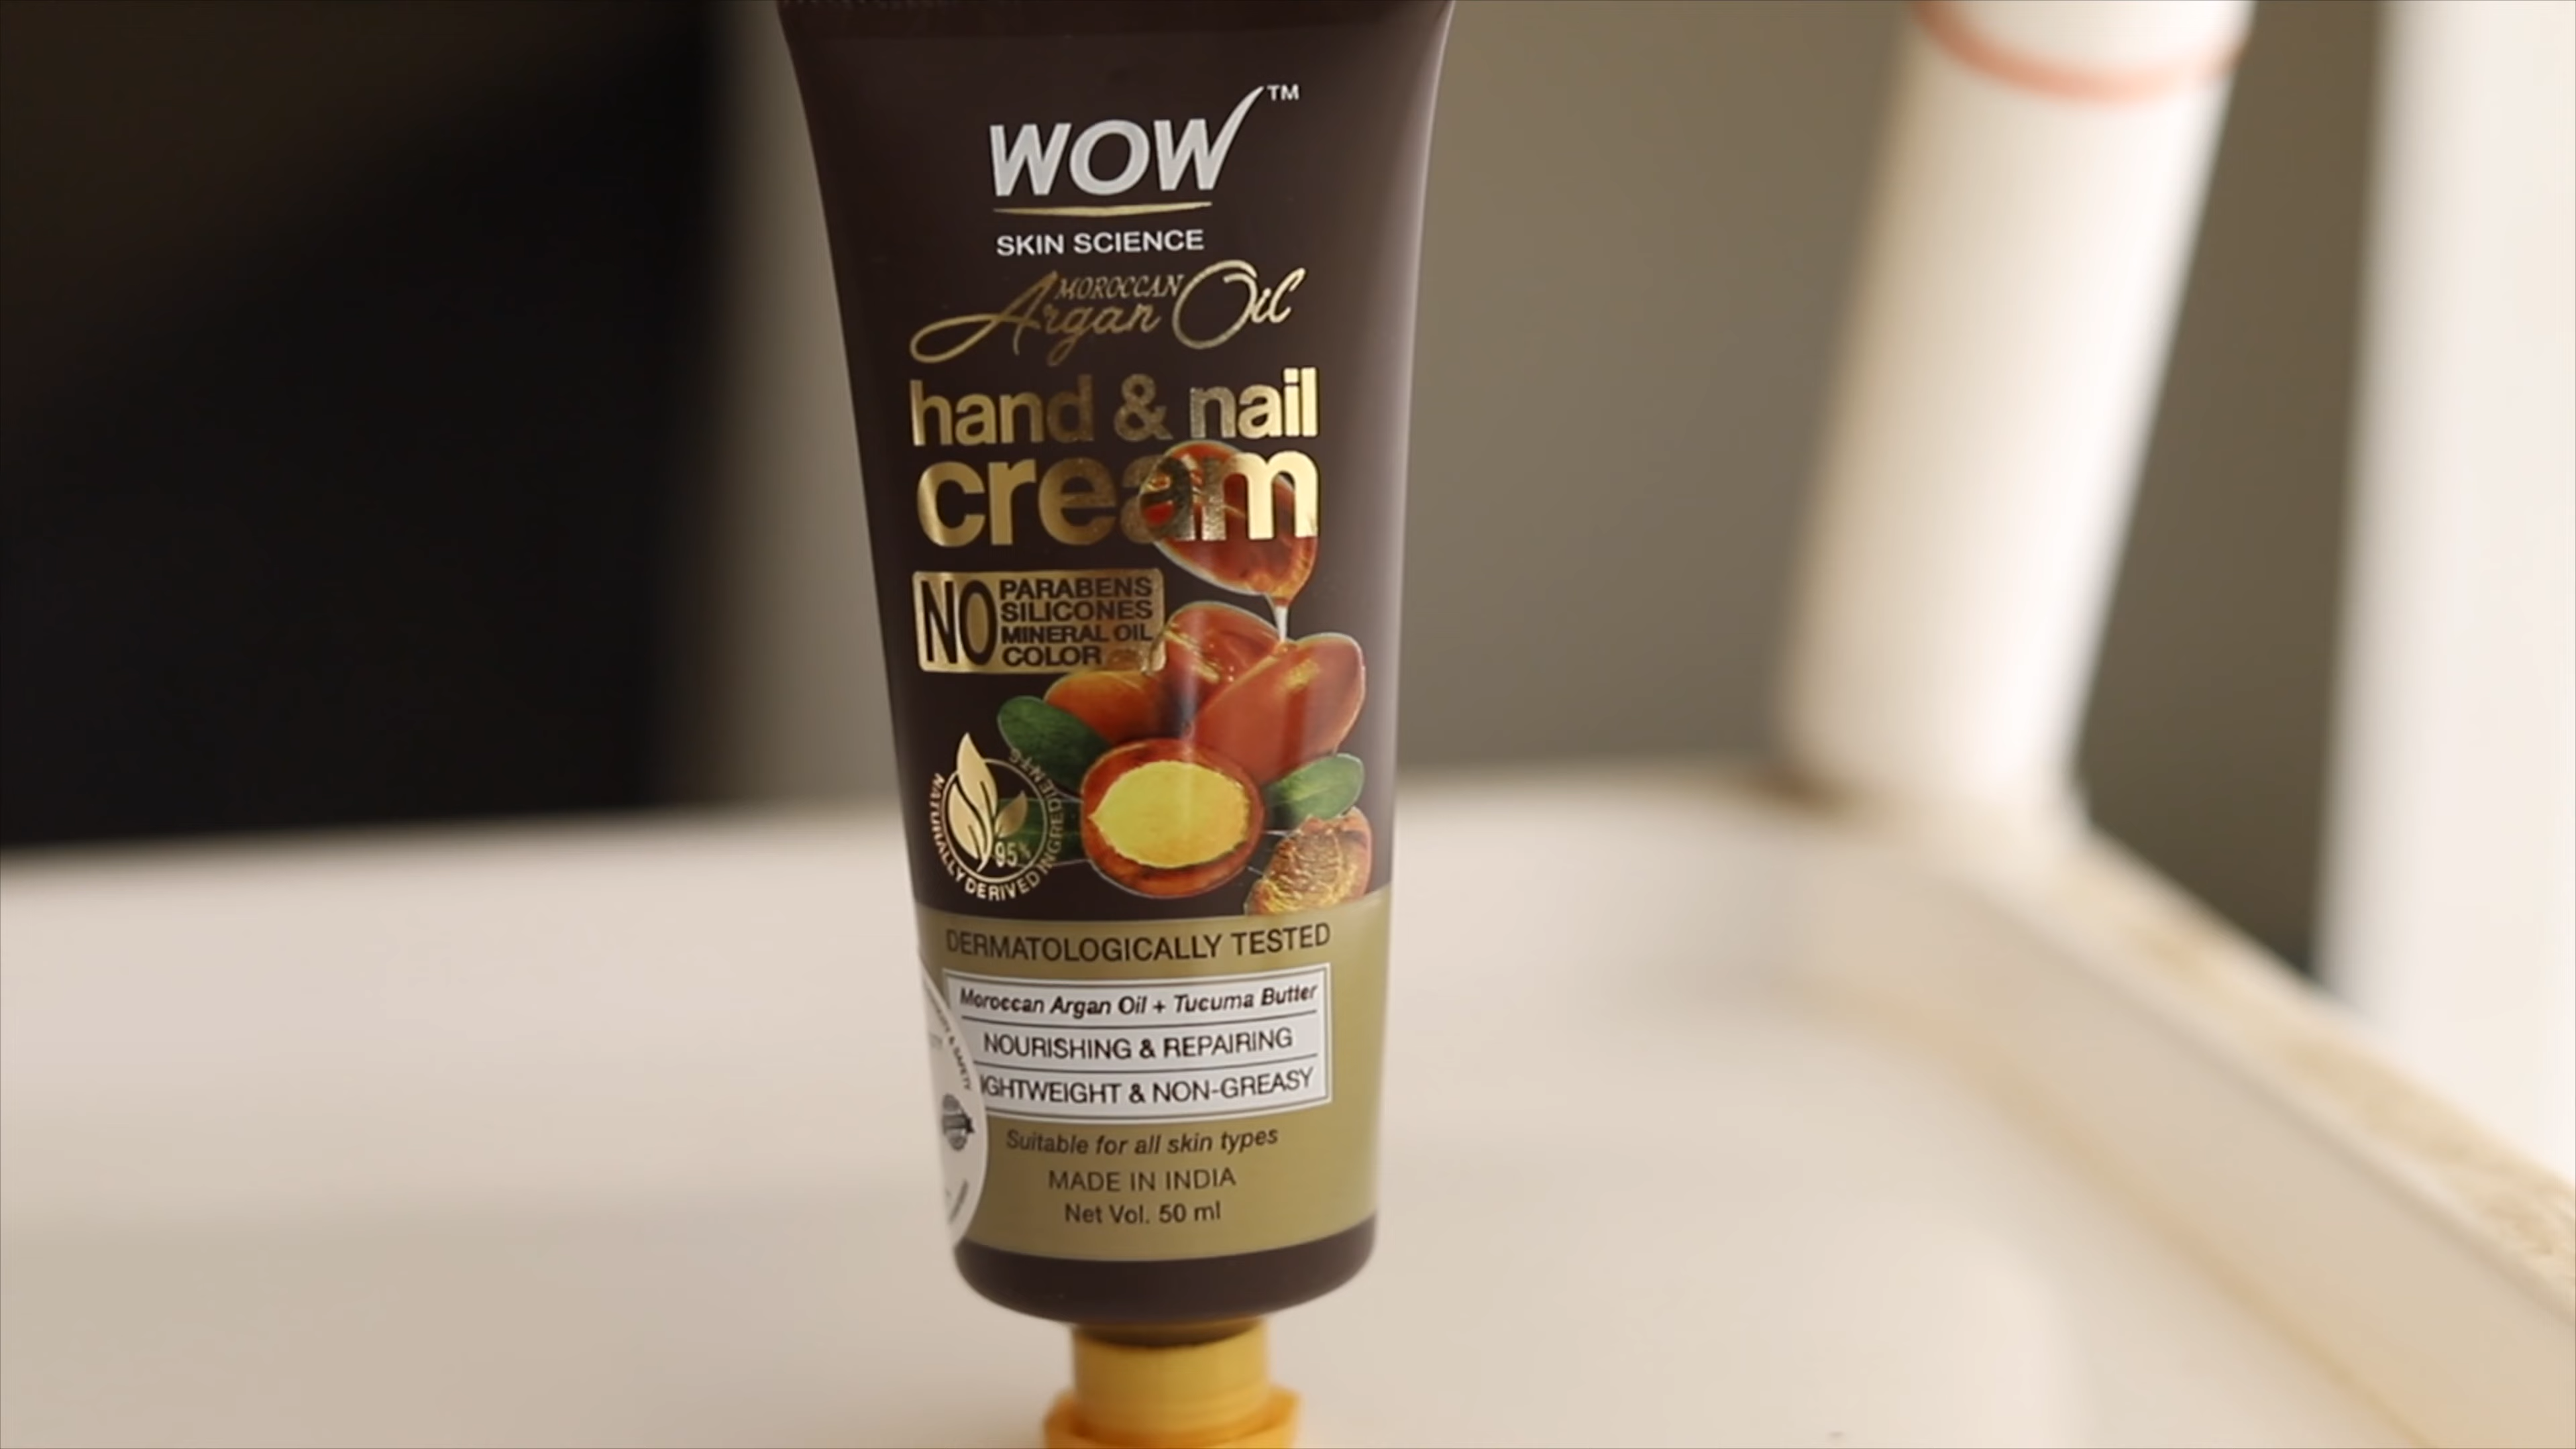 WOW™
SKIN SCIENCE
MOROCCAN
Argan Oil
hand & nail
cream
NO PARABENS
SILICONES
MINERAL OIL
COLOR
95%
NATURALLY DERIVED INGREDIENTS
DERMATOLOGICALLY TESTED
Moroccan Argan Oil + Tucuma Butter
NOURISHING & REPAIRING
IGHTWEIGHT & NON-GREASY
& SAFETY
Suitable for all skin types
MADE IN INDIA
Net Vol. 50 ml